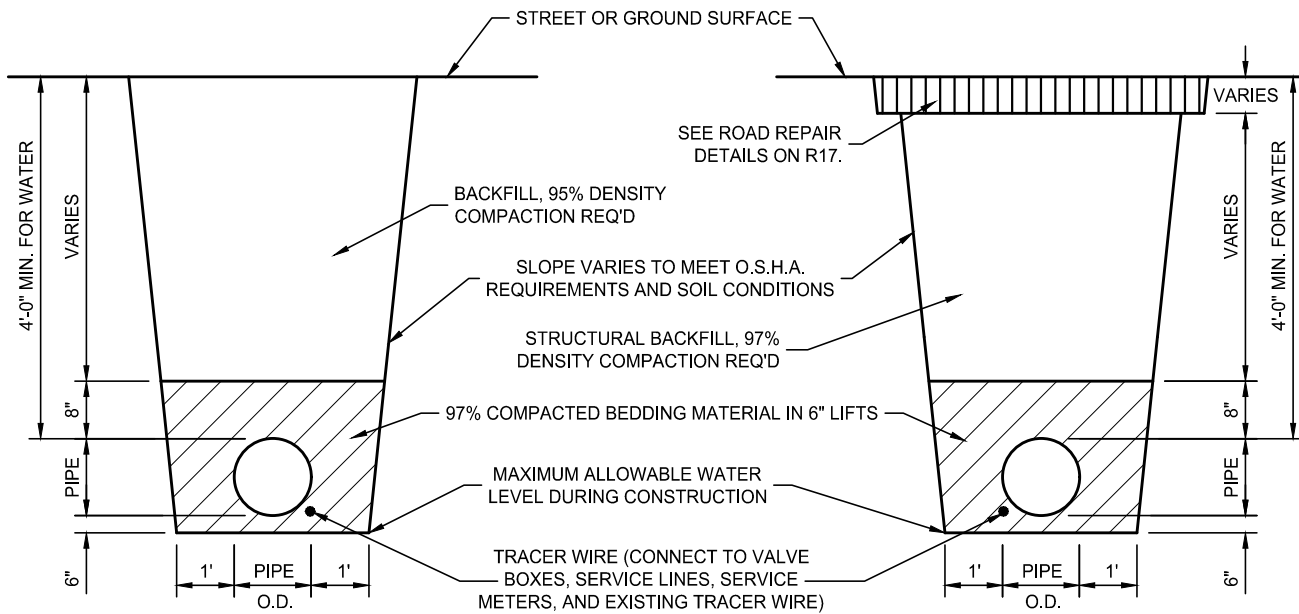 STREET OR GROUND SURFACE
VARIES
SEE ROAD REPAIR
DETAILS ON R17.
4'-0" MIN. FOR WATER
VARIES
BACKFILL, 95% DENSITY
COMPACTION REQ'D
VARIES
4'-0" MIN. FOR WATER
SLOPE VARIES TO MEET O.S.H.A.
REQUIREMENTS AND SOIL CONDITIONS
STRUCTURAL BACKFILL, 97%
DENSITY COMPACTION REQ'D
8"
97% COMPACTED BEDDING MATERIAL IN 6" LIFTS
8"
PIPE
MAXIMUM ALLOWABLE WATER
LEVEL DURING CONSTRUCTION
PIPE
6"
1'
PIPE
O.D.
1'
TRACER WIRE (CONNECT TO VALVE
BOXES, SERVICE LINES, SERVICE
METERS, AND EXISTING TRACER WIRE)
1'
PIPE
O.D.
1'
6"